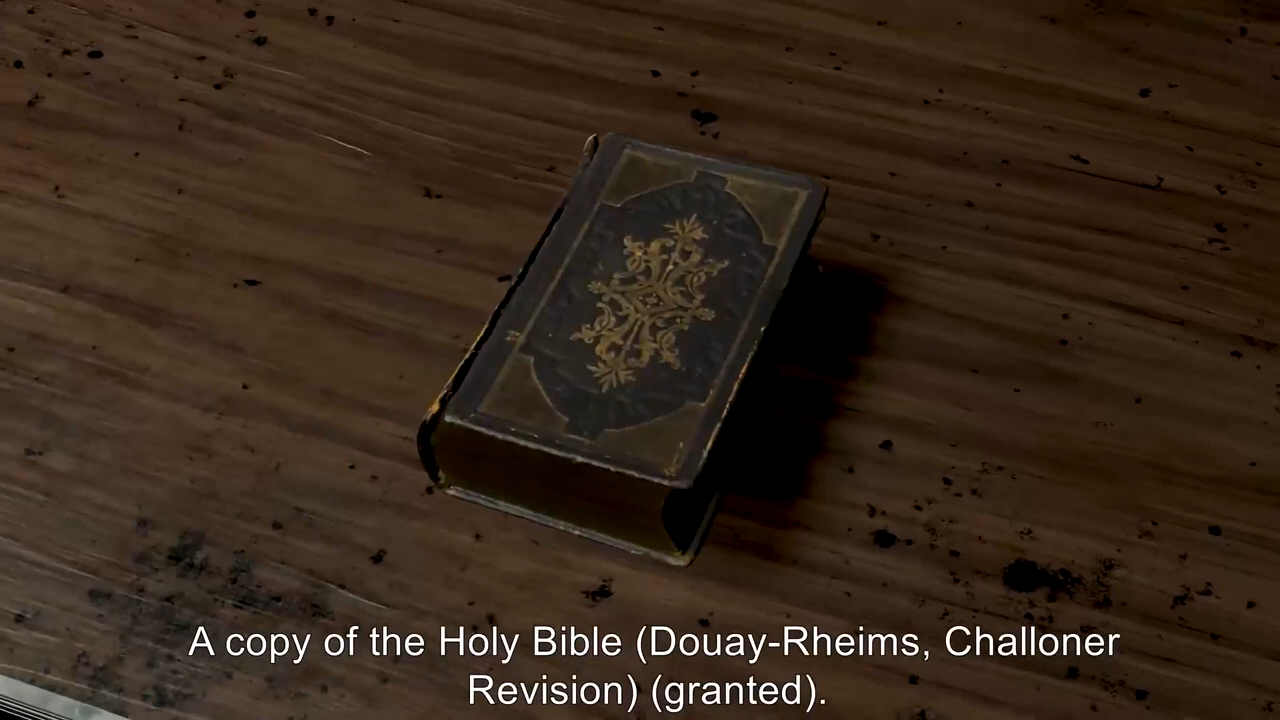 A copy of the Holy Bible (Douay-Rheims, Challoner
Revision) (granted).